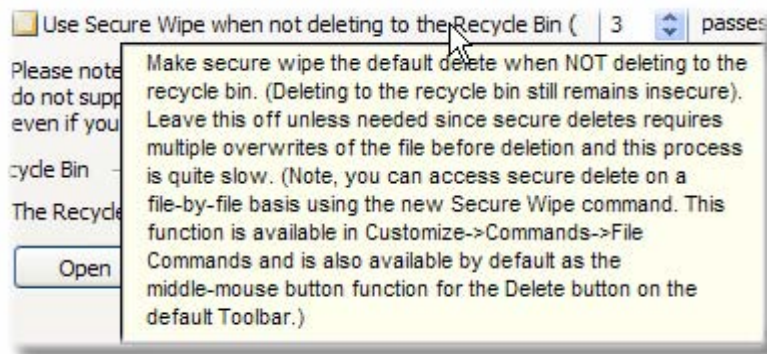 Use Secure Wipe when not deleting to the Recycle Bin ( 3 passes
Please note
do not supp
even if you
cycle Bin
The Recycle
Open
Make secure wipe the default delete when NOT deleting to the
recycle bin. (Deleting to the recycle bin still remains insecure).
Leave this off unless needed since secure deletes requires
multiple overwrites of the file before deletion and this process
is quite slow. (Note, you can access secure delete on a
file-by-file basis using the new Secure Wipe command. This
function is available in Customize->Commands->File
Commands and is also available by default as the
middle-mouse button function for the Delete button on the
default Toolbar.)